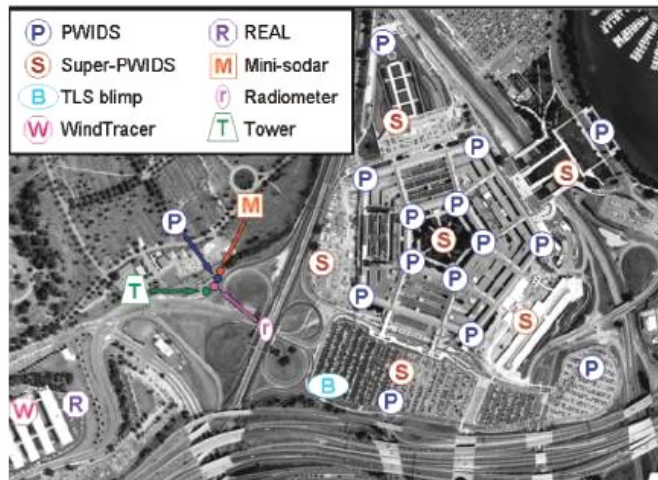 P PWIDS
R REAL
S Super-PWIDS
M Mini-sodar
B TLS blimp
r Radiometer
W WindTracer
T Tower
P
P
S
P
S
M
P
P
P
P
P
S
P
P
S
P
P
T
P
S
r
P
S
P
B
P
W
R